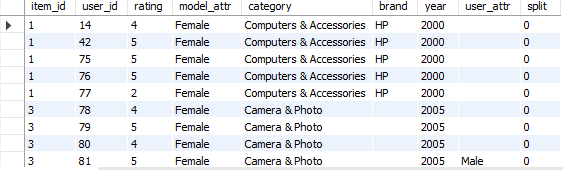 item_id user_id rating model_attr category brand year user_attr split
1 14 4 Female Computers & Accessories HP 2000 0
1 42 5 Female Computers & Accessories HP 2000 0
1 75 5 Female Computers & Accessories HP 2000 0
1 76 5 Female Computers & Accessories HP 2000 0
1 77 2 Female Computers & Accessories HP 2000 0
3 78 4 Female Camera & Photo 2005 0
3 79 5 Female Camera & Photo 2005 0
3 80 4 Female Camera & Photo 2005 0
3 81 5 Female Camera & Photo 2005 Male 0